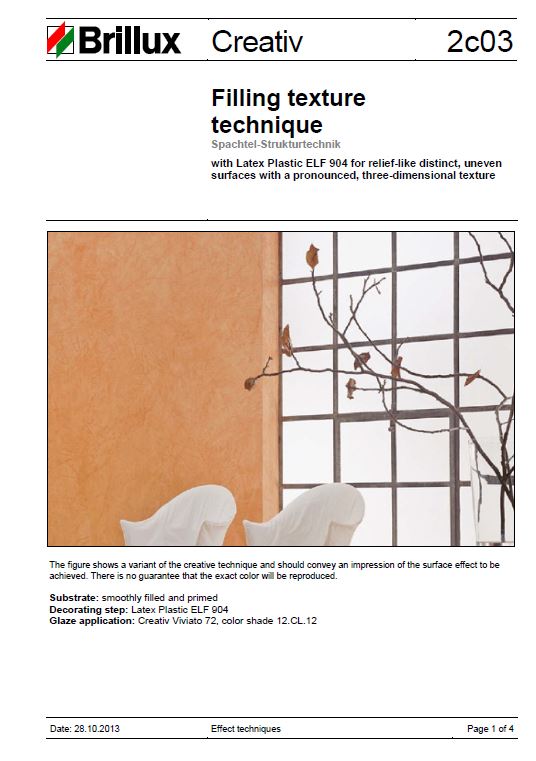 Brillux Creativ 2c03
Filling texture
technique
Spachtel-Strukturtechnik
with Latex Plastic ELF 904 for relief-like distinct, uneven
surfaces with a pronounced, three-dimensional texture
The figure shows a variant of the creative technique and should convey an impression of the surface effect to be
achieved. There is no guarantee that the exact color will be reproduced.
Substrate: smoothly filled and primed
Decorating step: Latex Plastic ELF 904
Glaze application: Creativ Viviato 72, color shade 12.CL.12
Date: 28.10.2013 Effect techniques Page 1 of 4